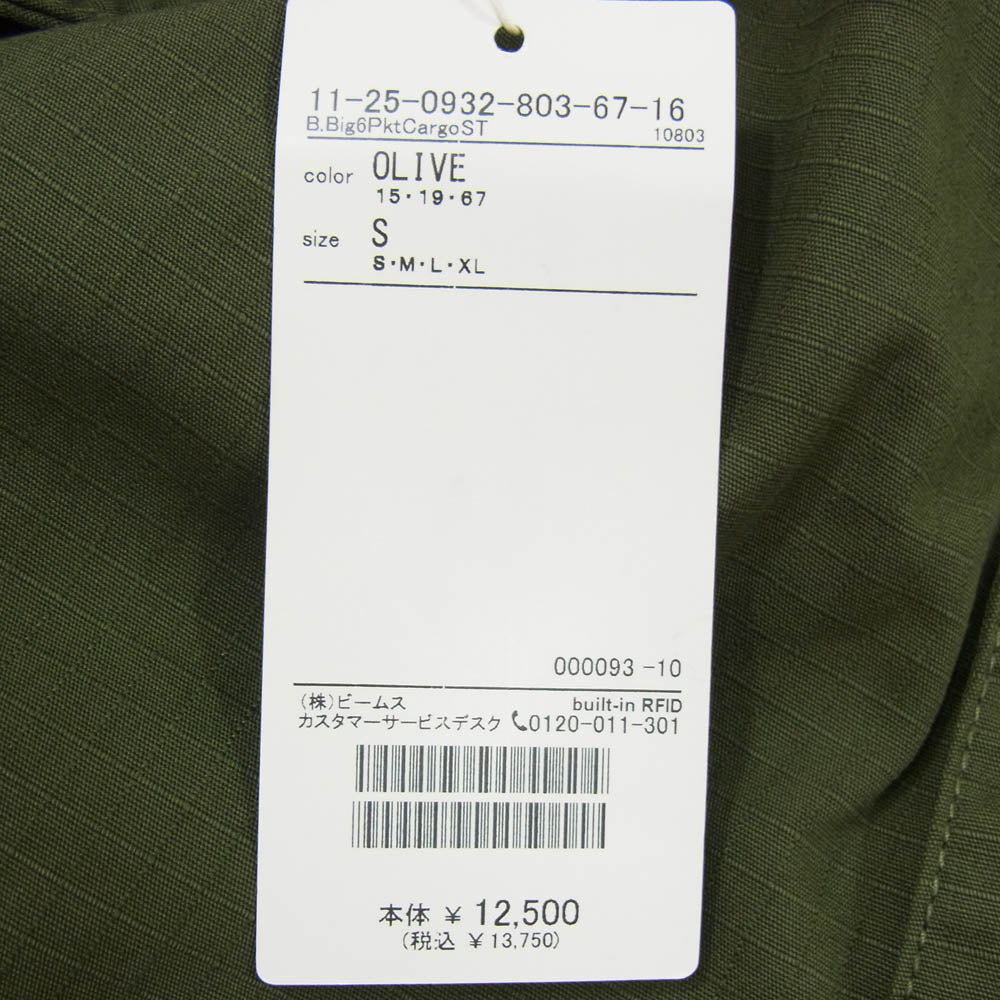 11-25-0932-803-67-16
B.Big6PktCargoST 10803
color OLIVE
15・19・67
size S
S・M・L・XL
000093 -10
(株)ビームス built-in RFID
カスタマーサービスデスク 0120-011-301
本体 ¥ 12,500
(税込 ¥13,750)